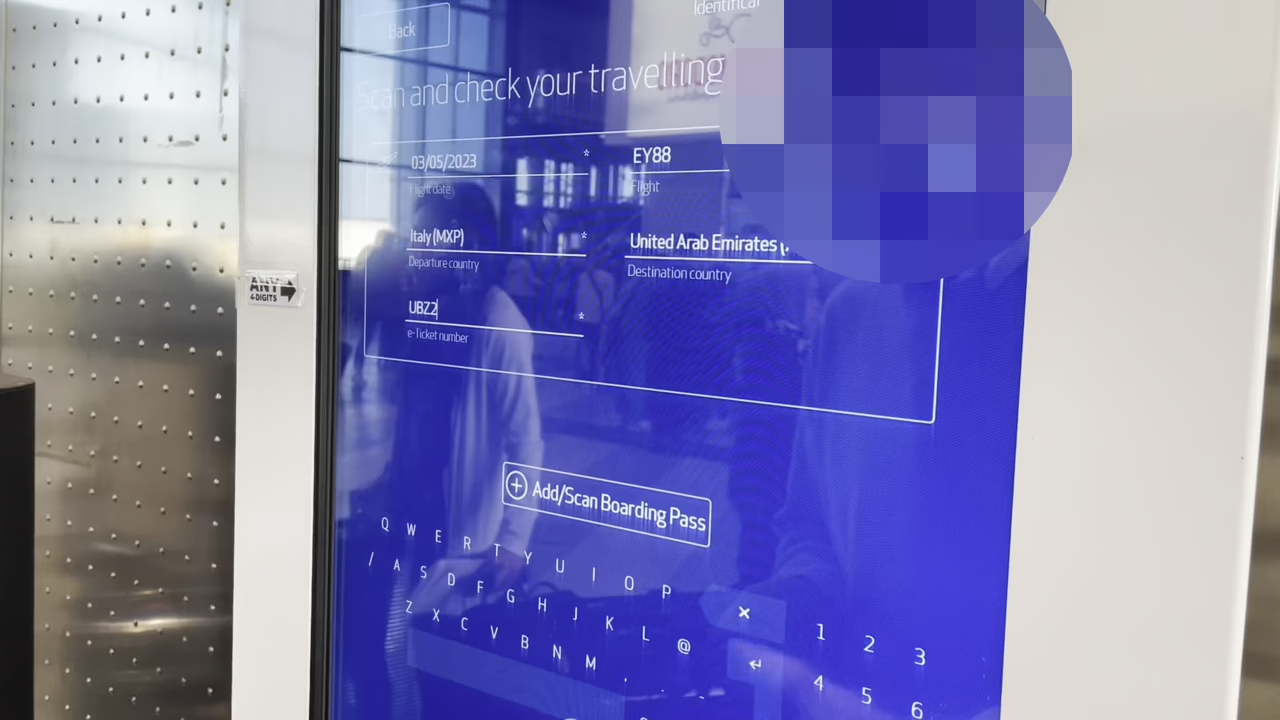 Back
Identificat
Scan and check your travelling
03/05/2023 *
EY88
Flight date
Flight
Italy (MXP) *
United Arab Emirates (
Departure country
Destination country
UBZ2 *
e-Ticket number
ANY
4 DIGITS
Add/Scan Boarding Pass
Q W E R T Y U I O P
/ A S D F G H J K L @
Z X C V B N M . - _
1 2 3
4 5 6